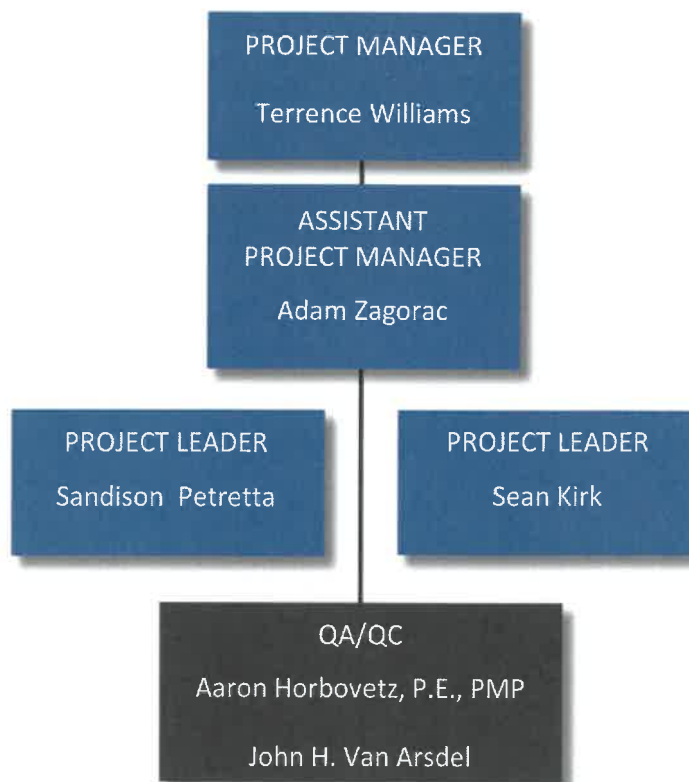 PROJECT MANAGER
Terrence Williams
ASSISTANT
PROJECT MANAGER
Adam Zagorac
PROJECT LEADER
Sandison Petretta
PROJECT LEADER
Sean Kirk
QA/QC
Aaron Horbovetz, P.E., PMP
John H. Van Arsdel